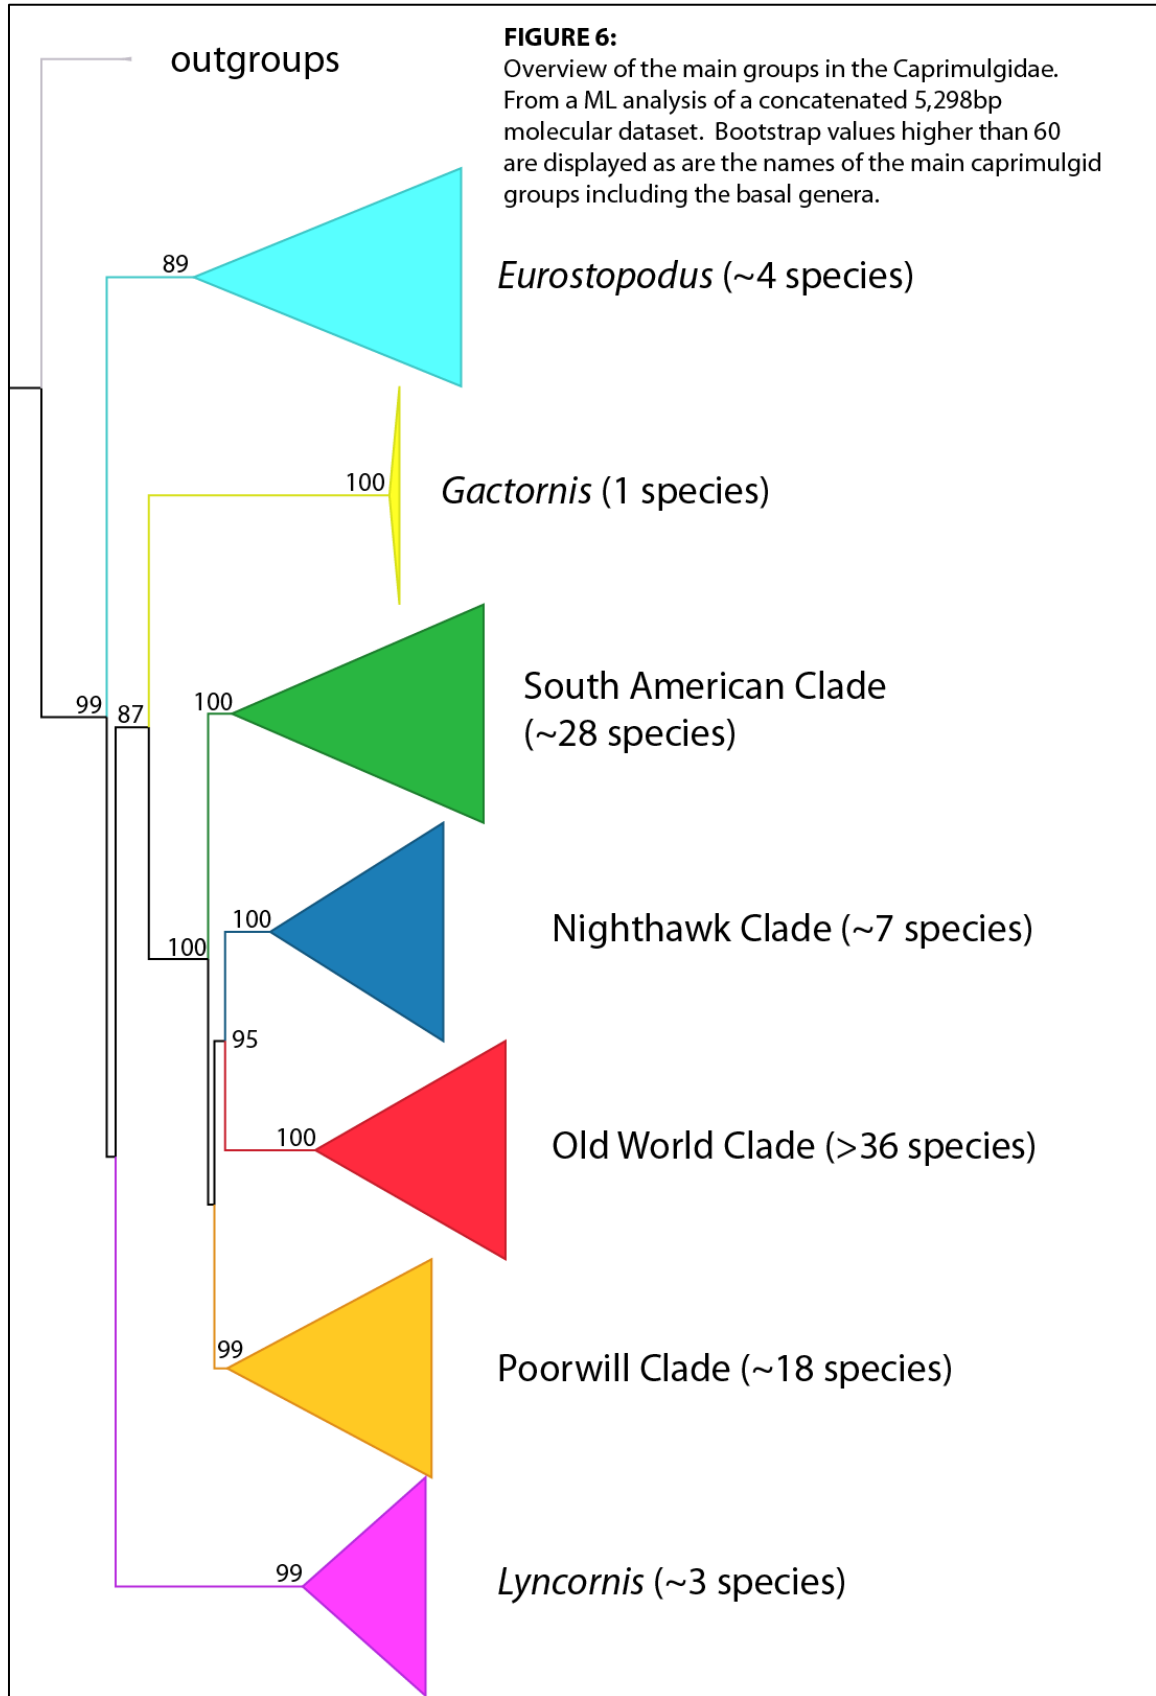 outgroups
FIGURE 6:
Overview of the main groups in the Caprimulgidae.
From a ML analysis of a concatenated 5,298bp
molecular dataset.  Bootstrap values higher than 60
are displayed as are the names of the main caprimulgid
groups including the basal genera.
89
Eurostopodus (~4 species)
100
Gactornis (1 species)
99
87
100
South American Clade
(~28 species)
100
100
Nighthawk Clade (~7 species)
95
100
Old World Clade (>36 species)
99
Poorwill Clade (~18 species)
99
Lyncornis (~3 species)